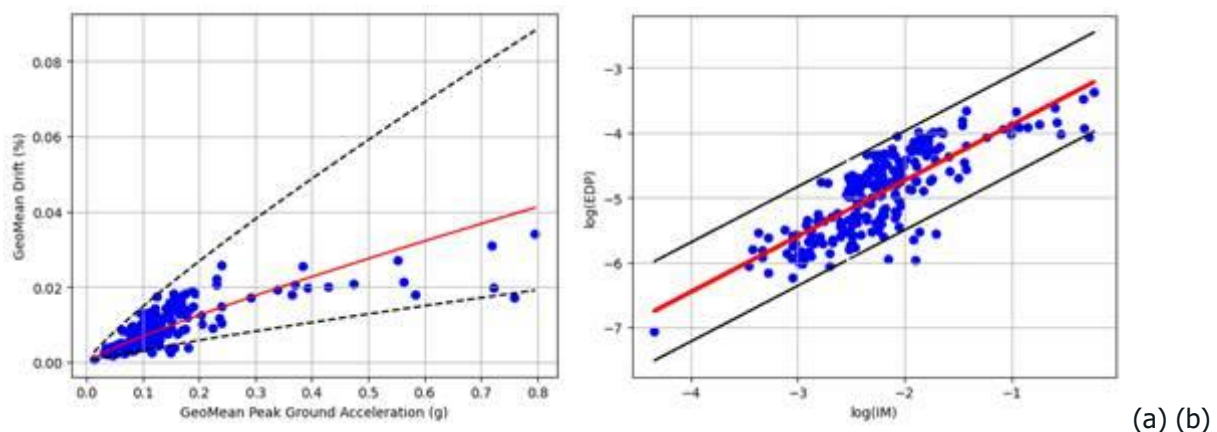 0.08
0.06
0.04
0.02
0.00
GeoMean Drift (%)
0.0 0.1 0.2 0.3 0.4 0.5 0.6 0.7 0.8
GeoMean Peak Ground Acceleration (g)
−3
−4
−5
−6
−7
log(EDP)
−4 −3 −2 −1
log(IM)
(a) (b)